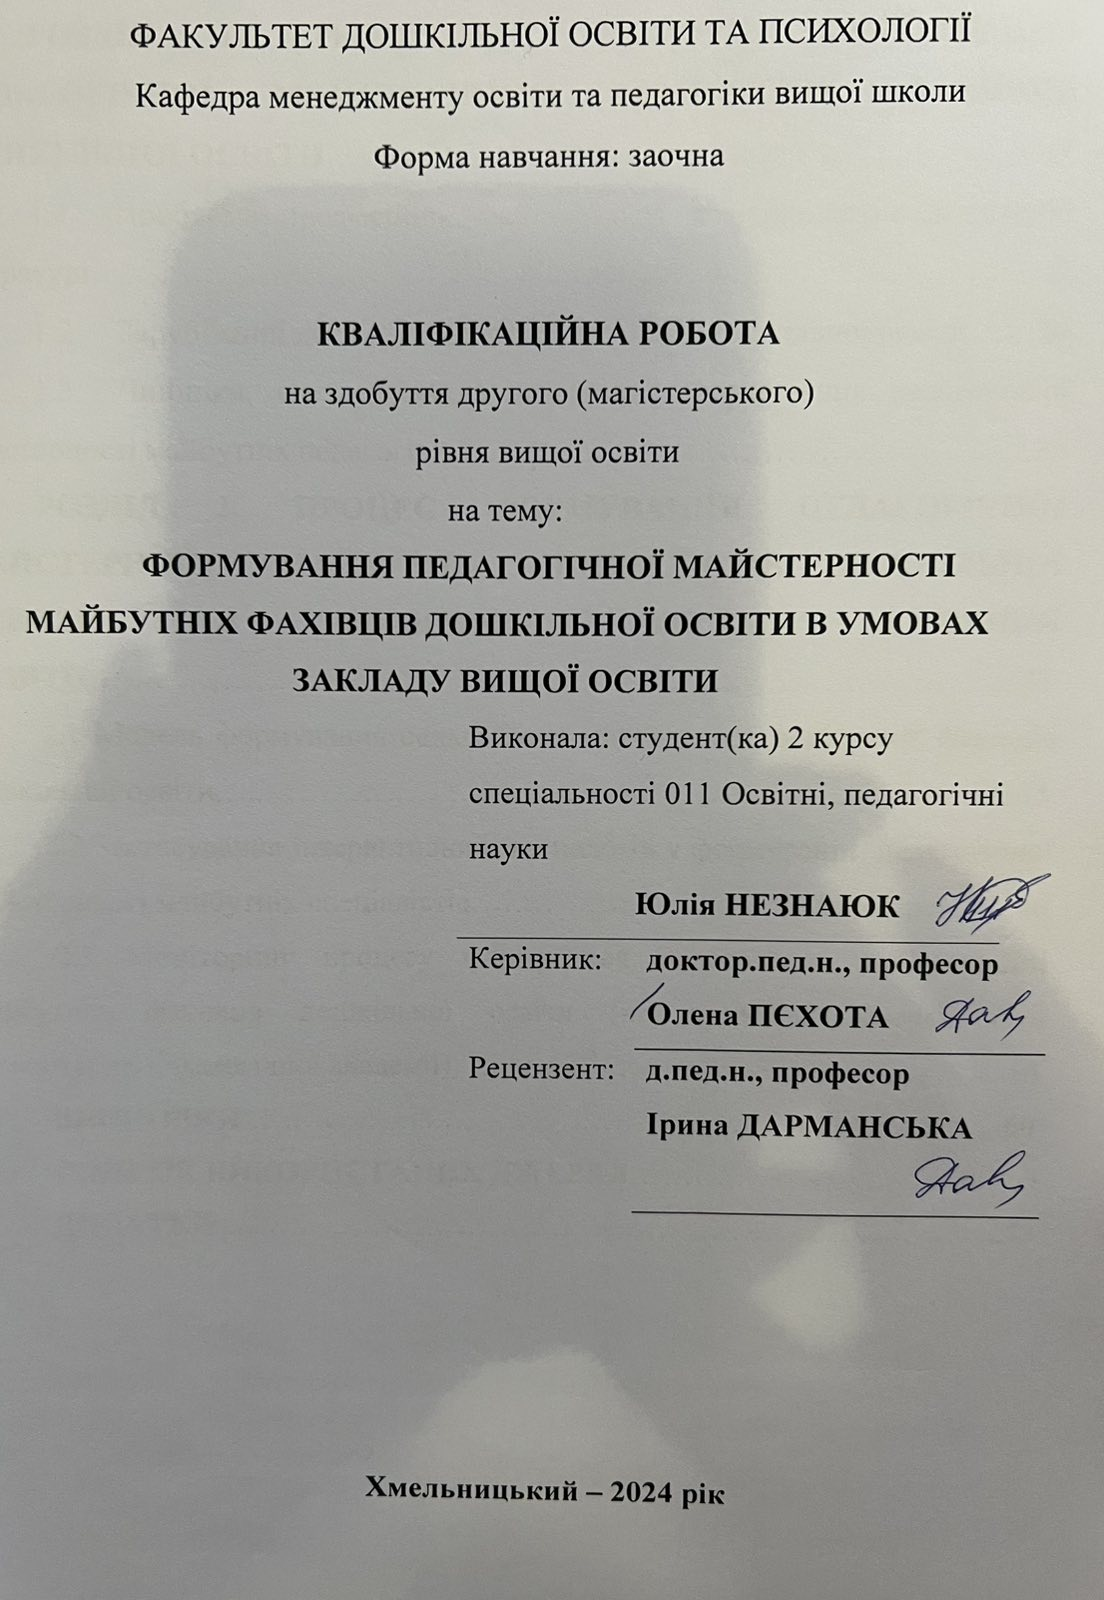 ФАКУЛЬТЕТ ДОШКІЛЬНОЇ ОСВІТИ ТА ПСИХОЛОГІЇ
Кафедра менеджменту освіти та педагогіки вищої школи
Форма навчання: заочна
КВАЛІФІКАЦІЙНА РОБОТА
на здобуття другого (магістерського)
рівня вищої освіти
на тему:
ФОРМУВАННЯ ПЕДАГОГІЧНОЇ МАЙСТЕРНОСТІ
МАЙБУТНІХ ФАХІВЦІВ ДОШКІЛЬНОЇ ОСВІТИ В УМОВАХ
ЗАКЛАДУ ВИЩОЇ ОСВІТИ
Виконала: студент(ка) 2 курсу
спеціальності 011 Освітні, педагогічні
науки
Юлія НЕЗНАЮК
Керівник: доктор.пед.н., професор
Олена ПЄХОТА
Рецензент: д.пед.н., професор
Ірина ДАРМАНСЬКА
Хмельницький – 2024 рік